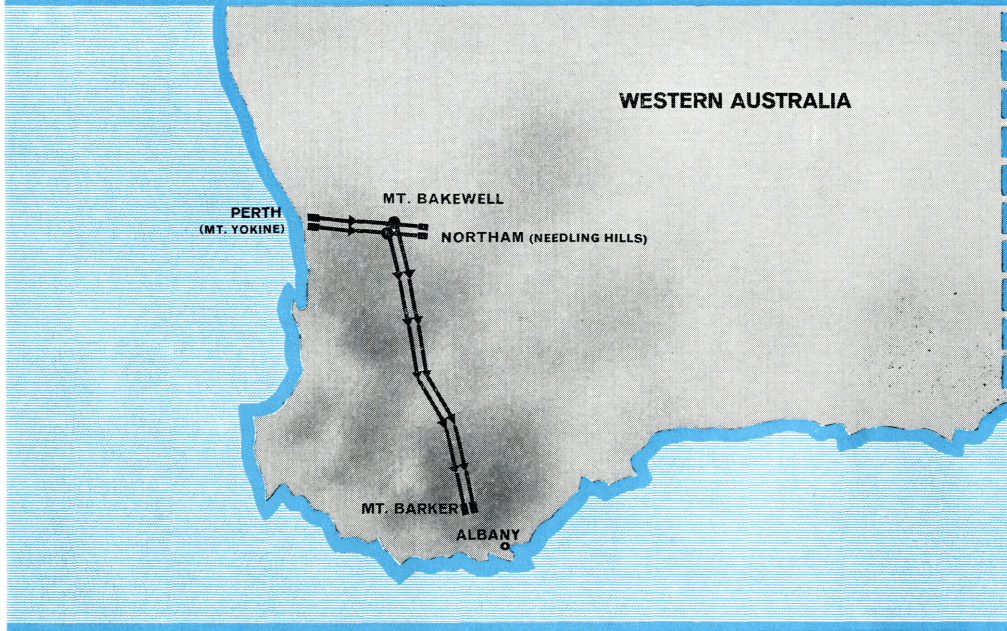 WESTERN AUSTRALIA
MT. BAKEWELL
PERTH
(MT. YOKINE)
NORTHAM (NEEDLING HILLS)
MT. BARKER
ALBANY